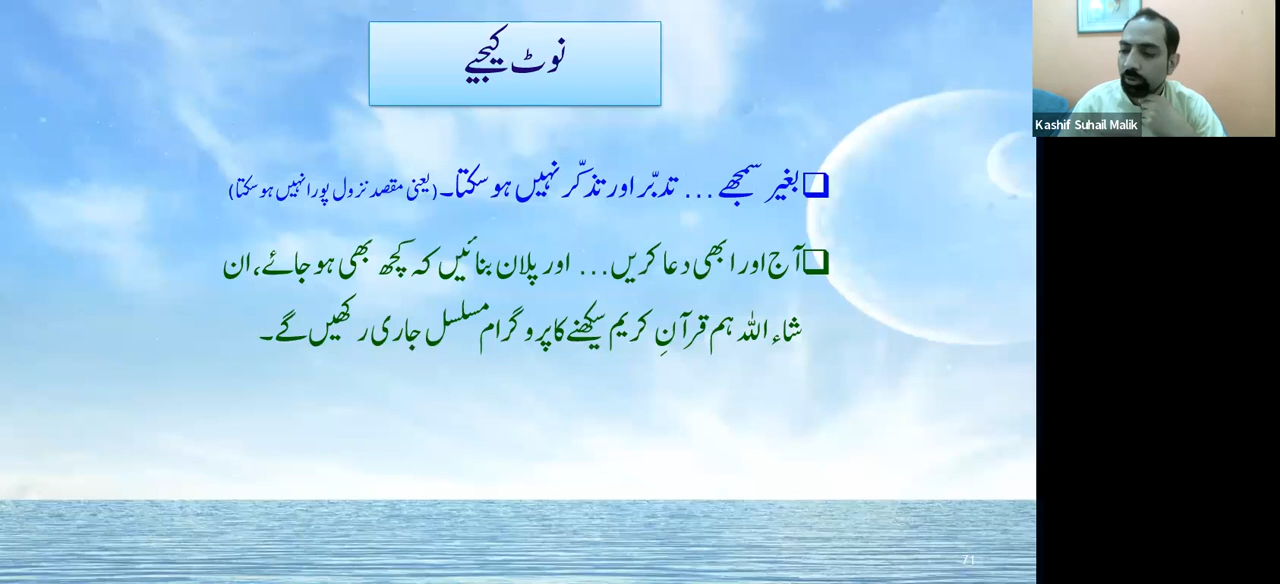 نوٹ کیجیے
بغیر سمجھے ... تدبّر اور تذکّر نہیں ہو سکتا۔ (یعنی مقصد نزول پورا نہیں ہو سکتا)
آج اور ابھی دعا کریں... اور پلان بنائیں کہ کچھ بھی ہو جائے، ان
شاء اللہ ہم قرآنِ کریم سیکھنے کا پروگرام مسلسل جاری رکھیں گے۔
Kashif Suhail Malik
71